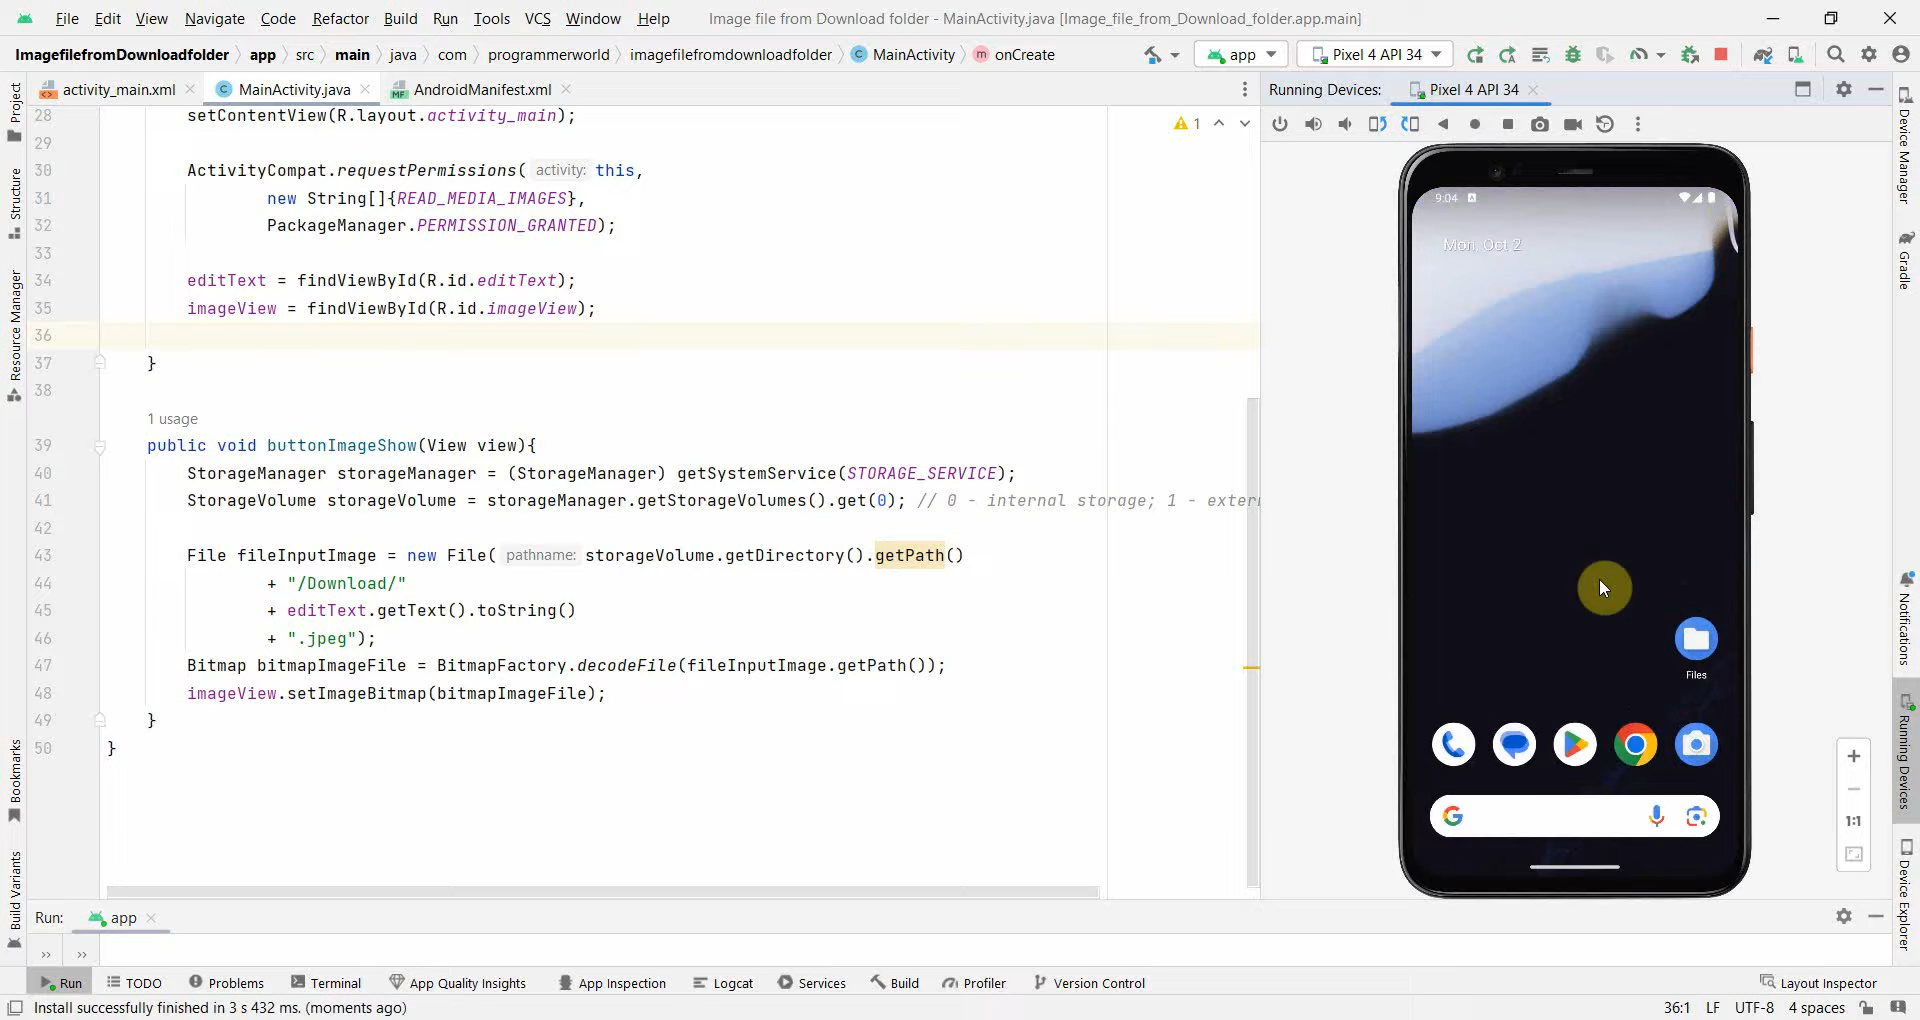 File Edit View Navigate Code Refactor Build Run Tools VCS Window Help Image file from Download folder - MainActivity.java [Image_file_from_Download_folder.app.main]
ImagefilefromDownloadfolder app src main java com programmerworld imagefilefromdownloadfolder MainActivity onCreate app Pixel 4 API 34
activity_main.xml MainActivity.java AndroidManifest.xml Running Devices: Pixel 4 API 34
28 setContentView(R.layout.activity_main);
1
29
30 ActivityCompat.requestPermissions( activity: this,
31 new String[]{READ_MEDIA_IMAGES},
32 PackageManager.PERMISSION_GRANTED);
33
34 editText = findViewById(R.id.editText);
35 imageView = findViewById(R.id.imageView);
36
37 }
38
1 usage
39 public void buttonImageShow(View view){
40 StorageManager storageManager = (StorageManager) getSystemService(STORAGE_SERVICE);
41 StorageVolume storageVolume = storageManager.getStorageVolumes().get(0); // 0 - internal storage; 1 - extern
42
43 File fileInputImage = new File( pathname: storageVolume.getDirectory().getPath()
44 + "/Download/"
45 + editText.getText().toString()
46 + ".jpeg");
47 Bitmap bitmapImageFile = BitmapFactory.decodeFile(fileInputImage.getPath());
48 imageView.setImageBitmap(bitmapImageFile);
49 }
50 }
9:04
Mon, Oct 2
Files
1:1
Project
Structure
Resource Manager
Bookmarks
Build Variants
Device Manager
Gradle
Notifications
Running Devices
Device Explorer
Run: app
Run TODO Problems Terminal App Quality Insights App Inspection Logcat Services Build Profiler Version Control Layout Inspector
Install successfully finished in 3 s 432 ms. (moments ago) 36:1 LF UTF-8 4 spaces